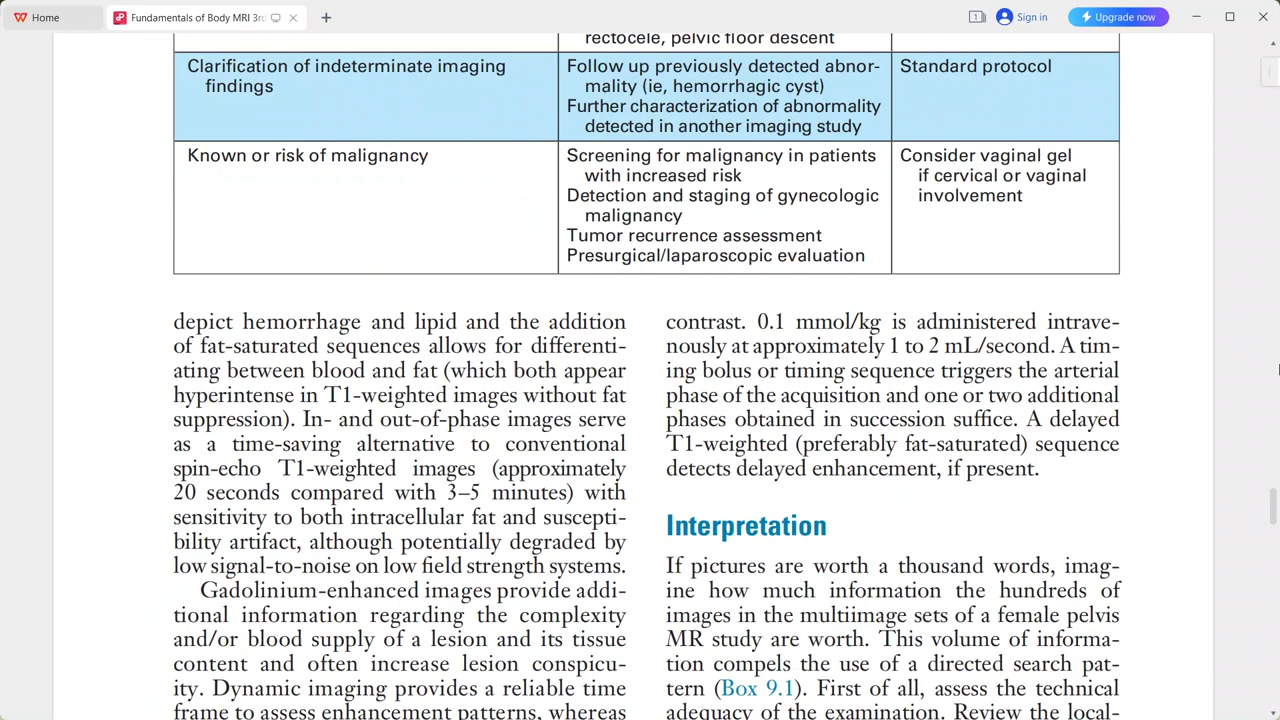 Home
Fundamentals of Body MRI 3rd
1
Sign in
Upgrade now
rectocele, pelvic floor descent
Clarification of indeterminate imaging
findings
Follow up previously detected abnor-
mality (ie, hemorrhagic cyst)
Further characterization of abnormality
detected in another imaging study
Standard protocol
Known or risk of malignancy
Screening for malignancy in patients
with increased risk
Detection and staging of gynecologic
malignancy
Tumor recurrence assessment
Presurgical/laparoscopic evaluation
Consider vaginal gel
if cervical or vaginal
involvement
depict hemorrhage and lipid and the addition
of fat-saturated sequences allows for differenti-
ating between blood and fat (which both appear
hyperintense in T1-weighted images without fat
suppression). In- and out-of-phase images serve
as a time-saving alternative to conventional
spin-echo T1-weighted images (approximately
20 seconds compared with 3–5 minutes) with
sensitivity to both intracellular fat and suscepti-
bility artifact, although potentially degraded by
low signal-to-noise on low field strength systems.
Gadolinium-enhanced images provide addi-
tional information regarding the complexity
and/or blood supply of a lesion and its tissue
content and often increase lesion conspicu-
ity. Dynamic imaging provides a reliable time
frame to assess enhancement patterns, whereas
contrast. 0.1 mmol/kg is administered intrave-
nously at approximately 1 to 2 mL/second. A tim-
ing bolus or timing sequence triggers the arterial
phase of the acquisition and one or two additional
phases obtained in succession suffice. A delayed
T1-weighted (preferably fat-saturated) sequence
detects delayed enhancement, if present.
Interpretation
If pictures are worth a thousand words, imag-
ine how much information the hundreds of
images in the multiimage sets of a female pelvis
MR study are worth. This volume of informa-
tion compels the use of a directed search pat-
tern (Box 9.1). First of all, assess the technical
adequacy of the examination. Review the local-